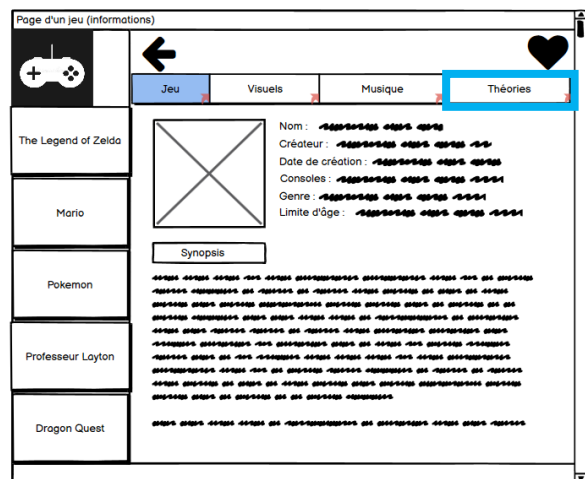 Page d'un jeu (informations)
Jeu
Visuels
Musique
Théories
The Legend of Zelda
Mario
Pokemon
Professeur Layton
Dragon Quest
Nom :
Créateur :
Date de création :
Consoles :
Genre :
Limite d'âge :
Synopsis